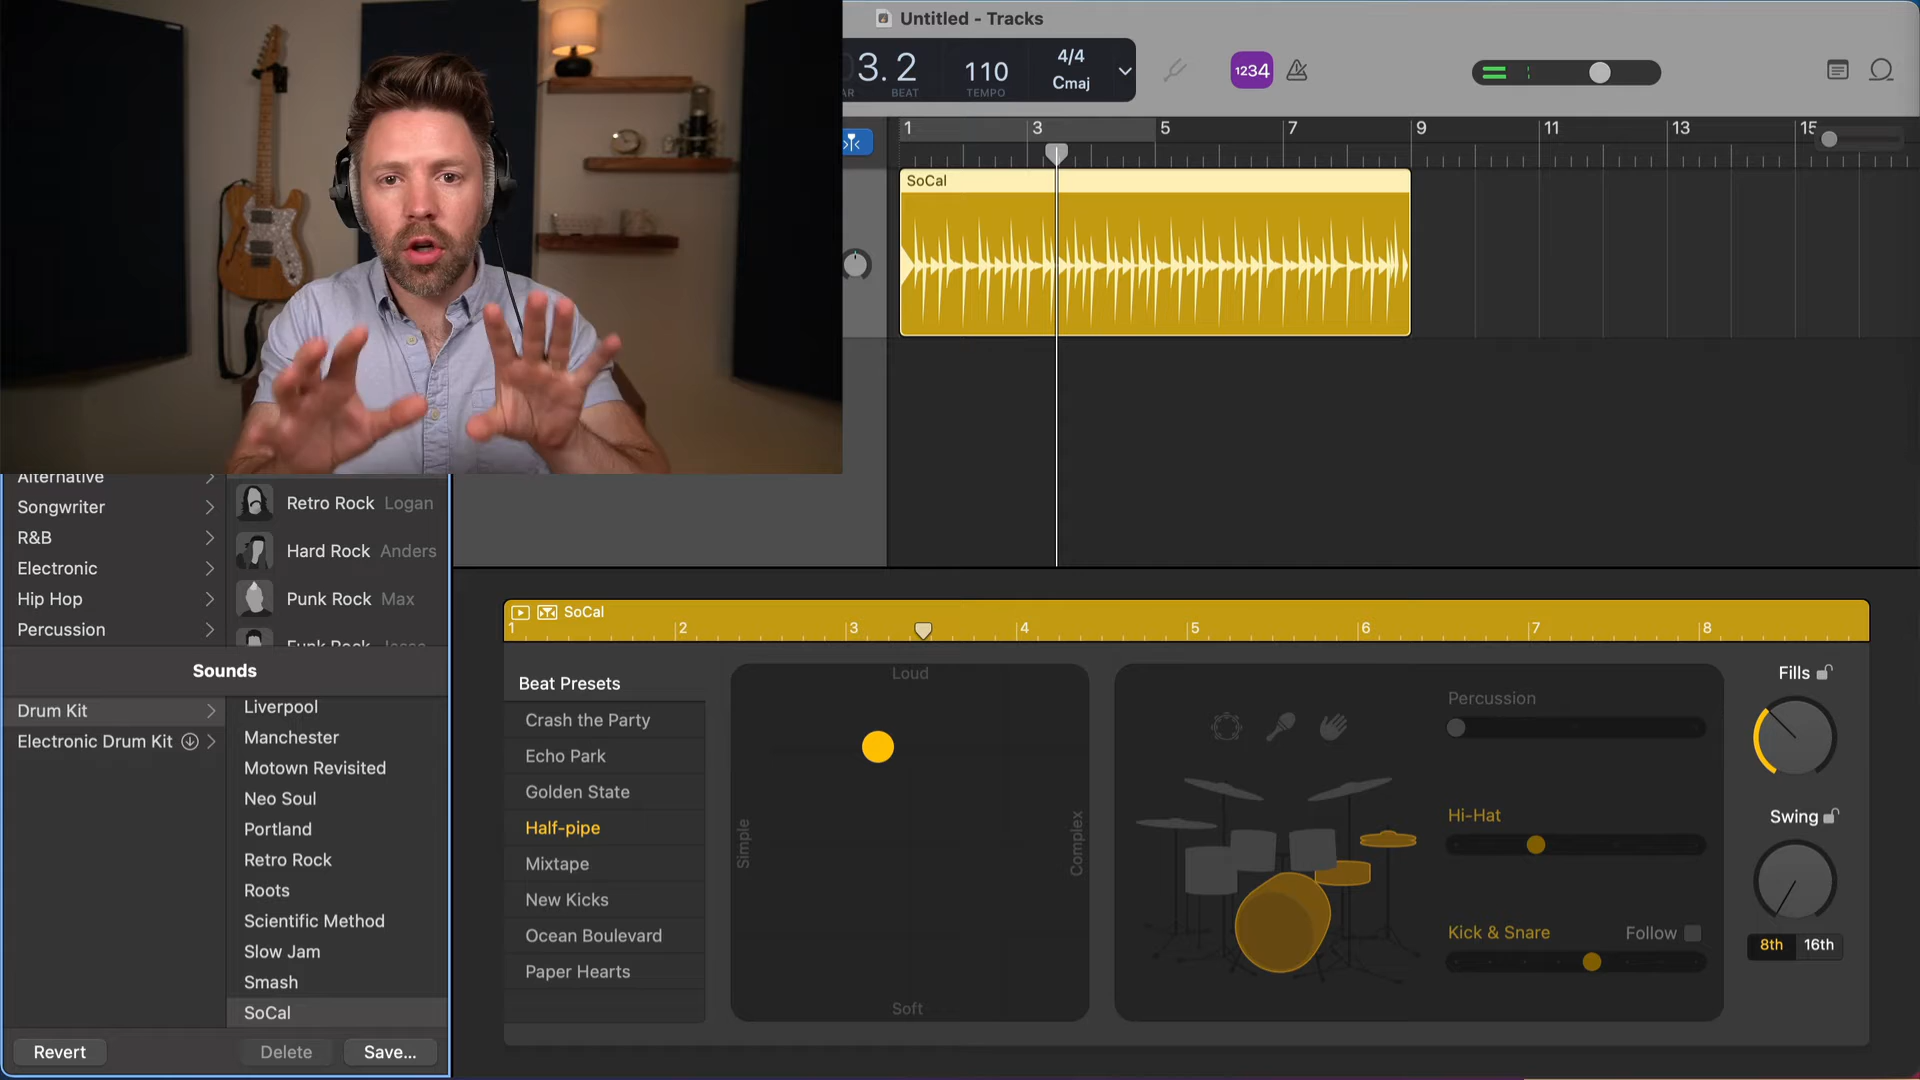 Untitled - Tracks
3. 2
BEAT
110
TEMPO
4/4
Cmaj
1234
1 3 5 7 9 11 13 15
SoCal
Alternative
Songwriter
R&B
Electronic
Hip Hop
Percussion
Retro Rock Logan
Hard Rock Anders
Punk Rock Max
Sounds
Drum Kit
Electronic Drum Kit
Liverpool
Manchester
Motown Revisited
Neo Soul
Portland
Retro Rock
Roots
Scientific Method
Slow Jam
Smash
SoCal
Revert
Delete
Save...
SoCal
1 2 3 4 5 6 7 8
Beat Presets
Crash the Party
Echo Park
Golden State
Half-pipe
Mixtape
New Kicks
Ocean Boulevard
Paper Hearts
Loud
Simple
Complex
Soft
Percussion
Hi-Hat
Kick & Snare Follow
Fills
Swing
8th 16th